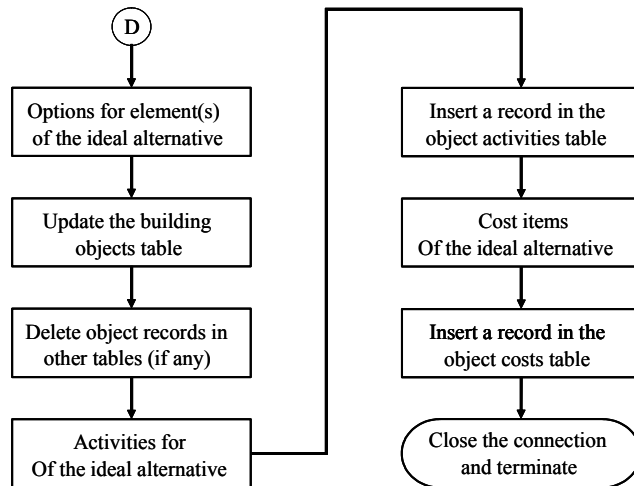 D
Options for element(s)
of the ideal alternative
Update the building
objects table
Delete object records in
other tables (if any)
Activities for
Of the ideal alternative
Insert a record in the
object activities table
Cost items
Of the ideal alternative
Insert a record in the
object costs table
Close the connection
and terminate